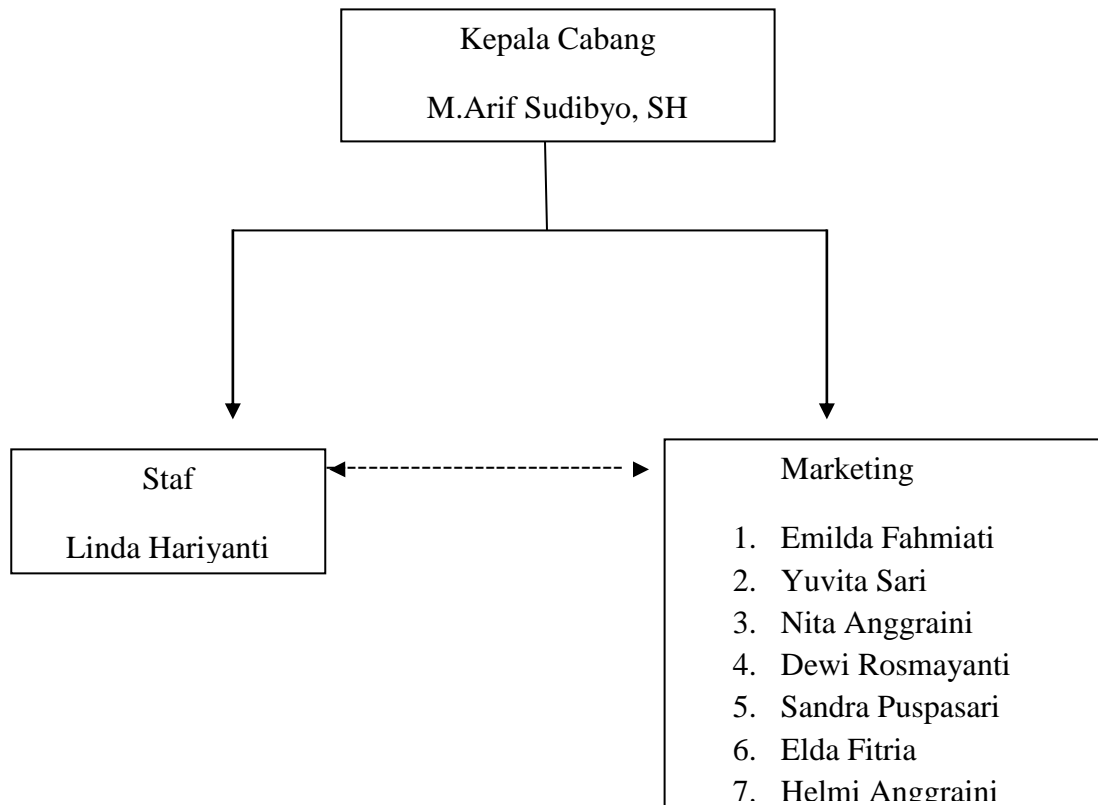 Kepala Cabang
M.Arif Sudibyo, SH
Staf
Linda Hariyanti
Marketing
1. Emilda Fahmiati
2. Yuvita Sari
3. Nita Anggraini
4. Dewi Rosmayanti
5. Sandra Puspasari
6. Elda Fitria
7. Helmi Anggraini